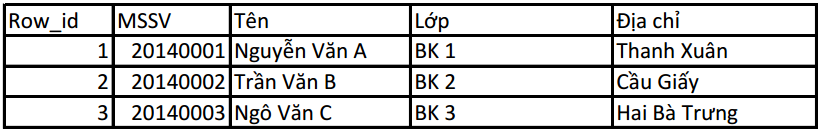 Row_id MSSV Tên Lớp Địa chỉ
1 20140001 Nguyễn Văn A BK 1 Thanh Xuân
2 20140002 Trần Văn B BK 2 Cầu Giấy
3 20140003 Ngô Văn C BK 3 Hai Bà Trưng